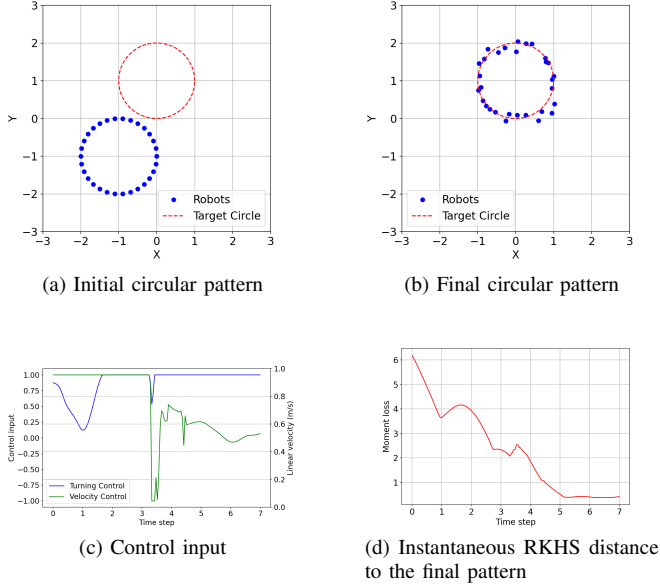 3
2
1
0
−1
−2
−3
Y
−3 −2 −1 0 1 2 3
X
Robots
Target Circle
(a) Initial circular pattern
3
2
1
0
−1
−2
−3
Y
−3 −2 −1 0 1 2 3
X
Robots
Target Circle
(b) Final circular pattern
1.00
0.75
0.50
0.25
0.00
−0.25
−0.50
−0.75
−1.00
Control input
1.0
0.8
0.6
0.4
0.2
0.0
Linear velocity (m/s)
Turning Control
Velocity Control
0 1 2 3 4 5 6 7
Time step
(c) Control input
6
5
4
3
2
1
Moment loss
0 1 2 3 4 5 6 7
Time step
(d) Instantaneous RKHS distance
to the final pattern